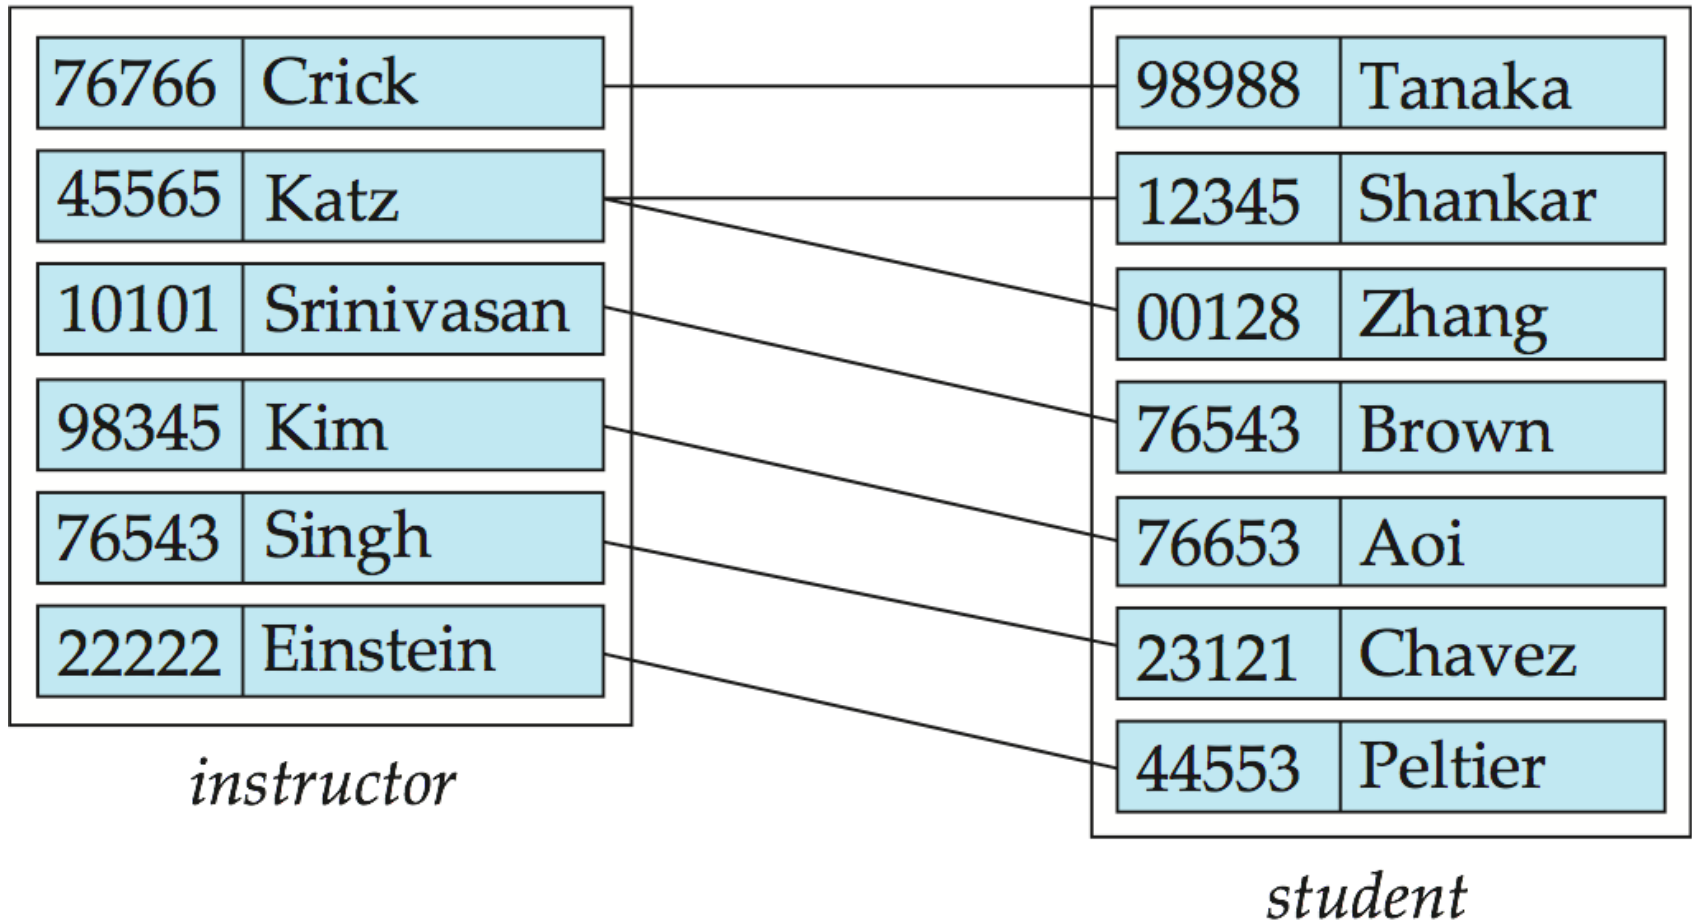 76766 Crick
45565 Katz
10101 Srinivasan
98345 Kim
76543 Singh
22222 Einstein
instructor
98988 Tanaka
12345 Shankar
00128 Zhang
76543 Brown
76653 Aoi
23121 Chavez
44553 Peltier
student